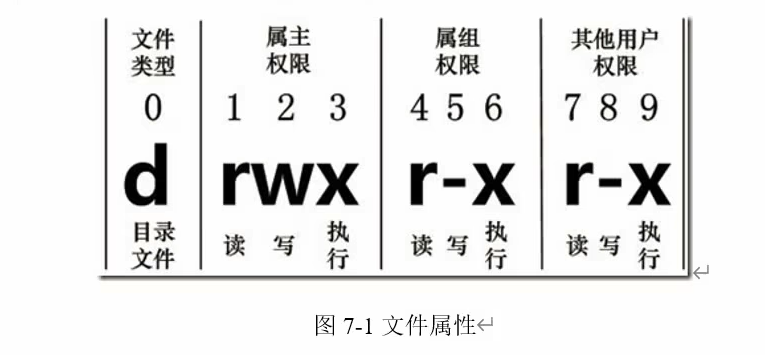 文件 属主 属组 其他用户
类型 权限 权限 权限
0 1 2 3 4 5 6 7 8 9
d rwx r-x r-x
目录 读 写 执 读 写 执 读 写 执
文件 行 行 行
图 7-1 文件属性